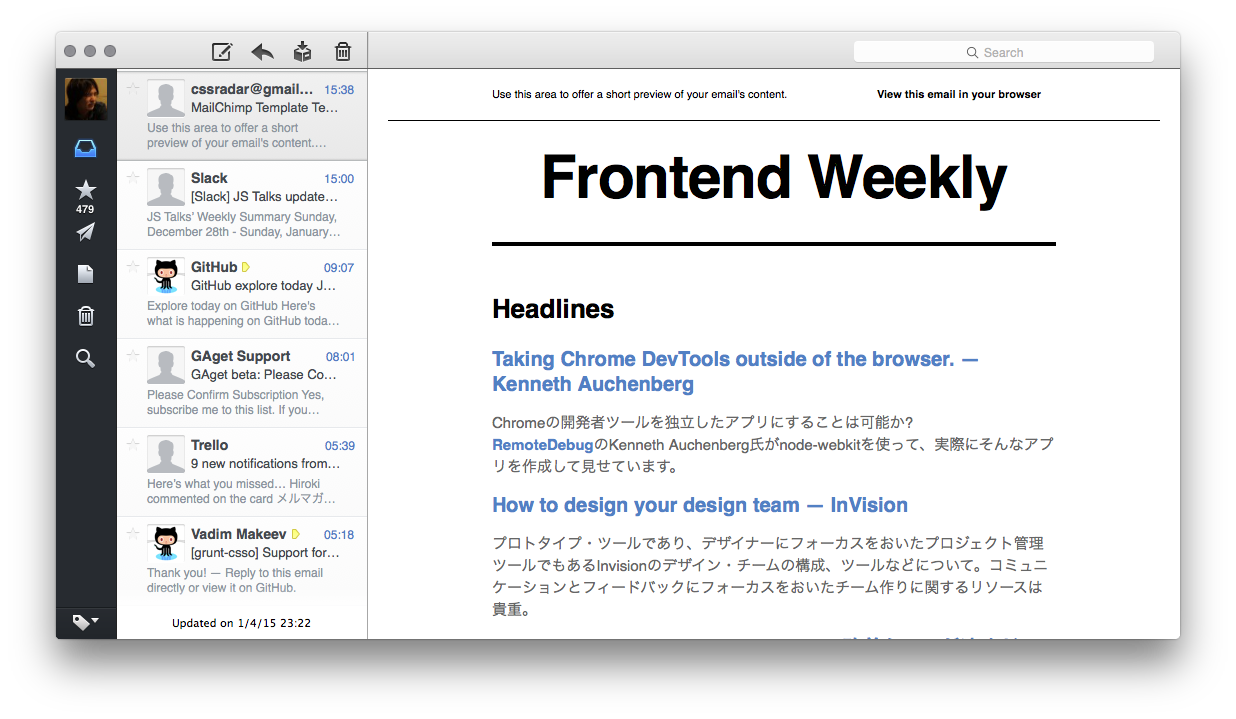 Search
479
cssradar@gmail... 15:38
MailChimp Template Te...
Use this area to offer a short
preview of your email's content....
Slack 15:00
[Slack] JS Talks update...
JS Talks' Weekly Summary Sunday,
December 28th - Sunday, January...
GitHub 09:07
GitHub explore today J...
Explore today on GitHub Here's
what is happening on GitHub toda...
GAget Support 08:01
GAget beta: Please Co...
Please Confirm Subscription Yes,
subscribe me to this list. If you...
Trello 05:39
9 new notifications from...
Here's what you missed... Hiroki
commented on the card メルマガ...
Vadim Makeev 05:18
[grunt-csso] Support for...
Thank you! — Reply to this email
directly or view it on GitHub.
Updated on 1/4/15 23:22
Use this area to offer a short preview of your email's content. View this email in your browser
Frontend Weekly
Headlines
Taking Chrome DevTools outside of the browser. —
Kenneth Auchenberg
Chromeの開発者ツールを独立したアプリにすることは可能か?
RemoteDebugのKenneth Auchenberg氏がnode-webkitを使って、実際にそんなアプ
リを作成して見せています。
How to design your design team — InVision
プロトタイプ・ツールであり、デザイナーにフォーカスをおいたプロジェクト管理
ツールでもあるInvisionのデザイン・チームの構成、ツールなどについて。コミュニ
ケーションとフィードバックにフォーカスをおいたチーム作りに関するリソースは
貴重。